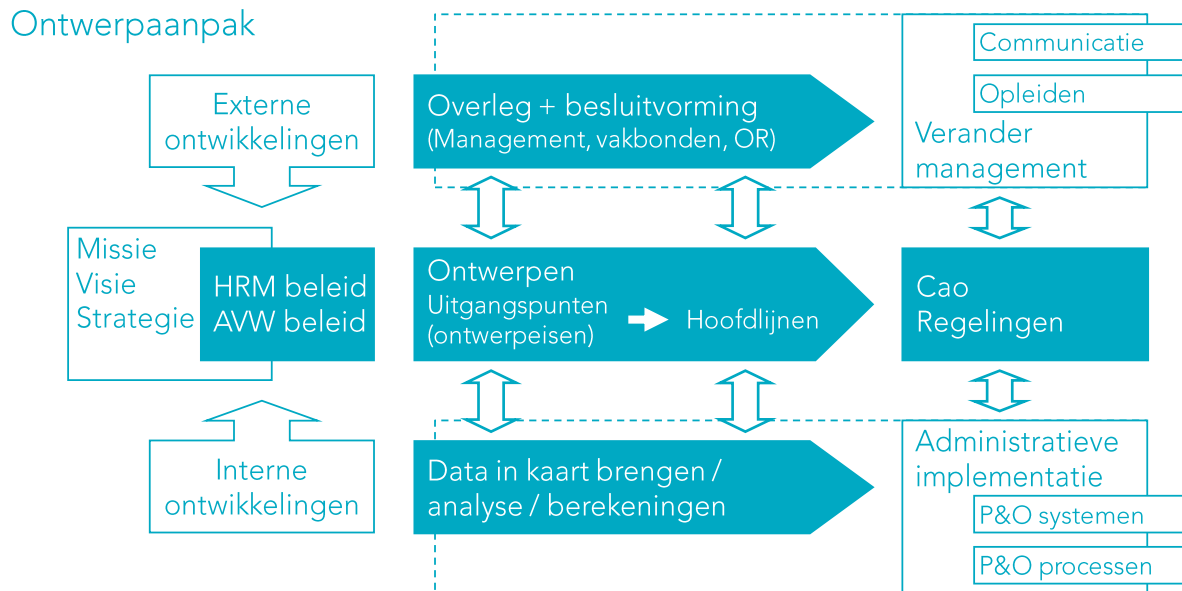 Ontwerpaanpak
Externe
ontwikkelingen
Missie
Visie
Strategie
HRM beleid
AVW beleid
Interne
ontwikkelingen
Overleg + besluitvorming
(Management, vakbonden, OR)
Ontwerpen
Uitgangspunten
(ontwerpeisen)
Hoofdlijnen
Data in kaart brengen /
analyse / berekeningen
Communicatie
Opleiden
Verander
management
Cao
Regelingen
Administratieve
implementatie
P&O systemen
P&O processen